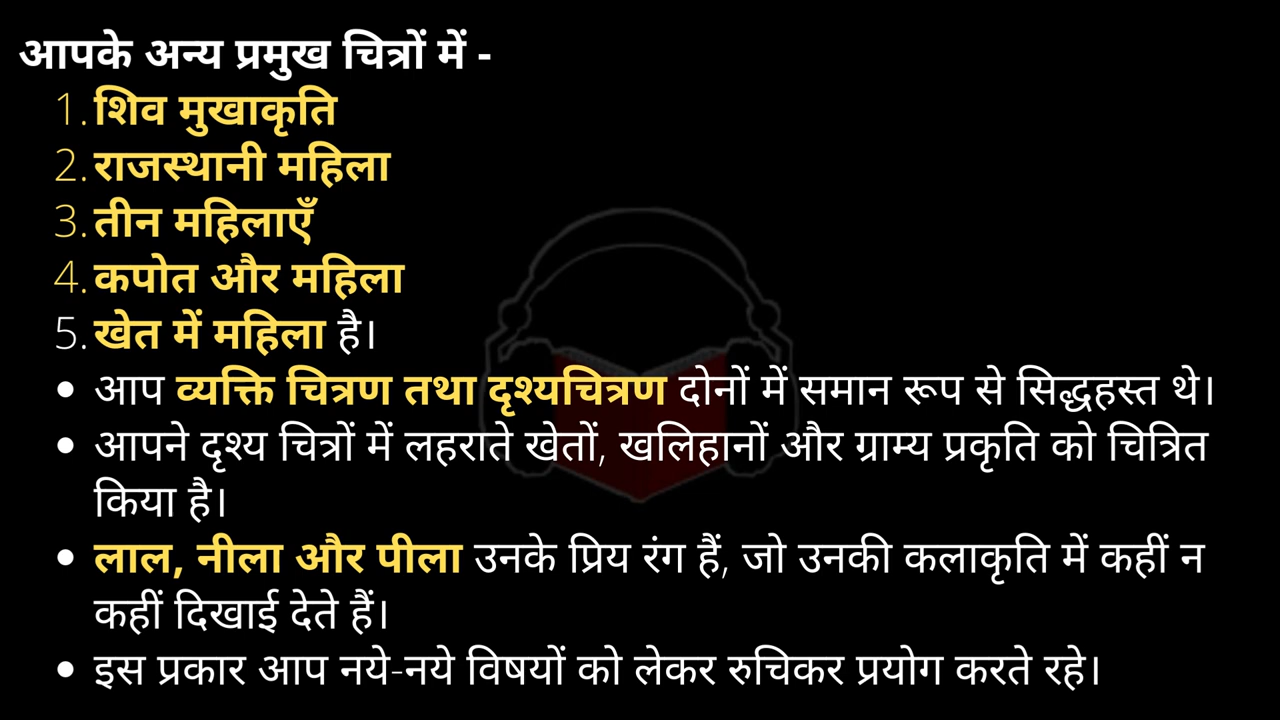 आपके अन्य प्रमुख चित्रों में -
1. शिव मुखाकृति
2. राजस्थानी महिला
3. तीन महिलाएँ
4. कपोत और महिला
5. खेत में महिला है।
• आप व्यक्ति चित्रण तथा दृश्यचित्रण दोनों में समान रूप से सिद्धहस्त थे।
• आपने दृश्य चित्रों में लहराते खेतों, खलिहानों और ग्राम्य प्रकृति को चित्रित
किया है।
• लाल, नीला और पीला उनके प्रिय रंग हैं, जो उनकी कलाकृति में कहीं न
कहीं दिखाई देते हैं।
• इस प्रकार आप नये-नये विषयों को लेकर रुचिकर प्रयोग करते रहे।